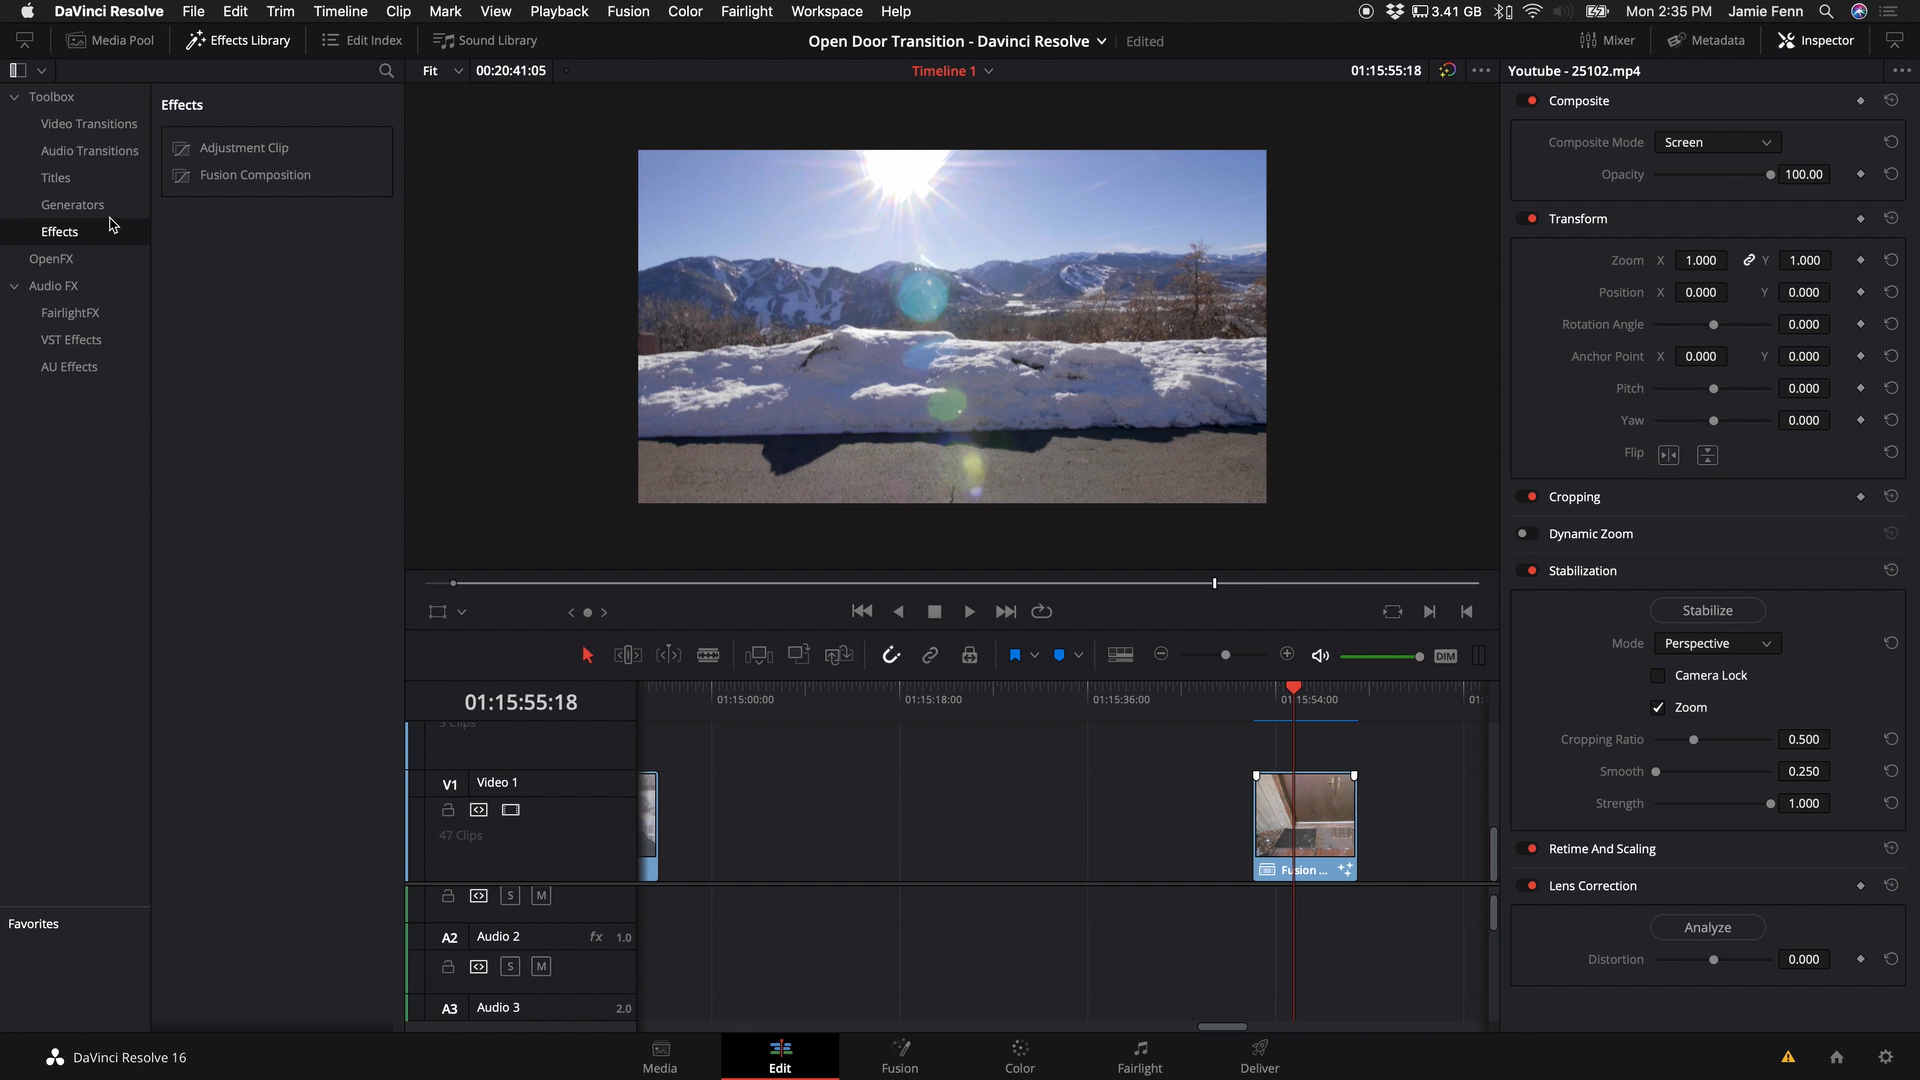 DaVinci Resolve File Edit Trim Timeline Clip Mark View Playback Fusion Color Fairlight Workspace Help 3.41 GB Mon 2:35 PM Jamie Fenn
Media Pool Effects Library Edit Index Sound Library Open Door Transition - Davinci Resolve Edited Mixer Metadata Inspector
Fit 00:20:41:05 Timeline 1 01:15:55:18 Youtube - 25102.mp4
Toolbox
Video Transitions
Audio Transitions
Titles
Generators
Effects
OpenFX
Audio FX
FairlightFX
VST Effects
AU Effects
Favorites
Effects
Adjustment Clip
Fusion Composition
Composite
Composite Mode Screen
Opacity 100.00
Transform
Zoom X 1.000 Y 1.000
Position X 0.000 Y 0.000
Rotation Angle 0.000
Anchor Point X 0.000 Y 0.000
Pitch 0.000
Yaw 0.000
Flip
Cropping
Dynamic Zoom
Stabilization
Stabilize
Mode Perspective
Camera Lock
Zoom
Cropping Ratio 0.500
Smooth 0.250
Strength 1.000
Retime And Scaling
Lens Correction
Analyze
Distortion 0.000
DIM
01:15:55:18 01:15:00:00 01:15:18:00 01:15:36:00 01:15:54:00 01:
V1 Video 1
47 Clips
Fusion ...
S M
A2 Audio 2 fx 1.0
S M
A3 Audio 3 2.0
DaVinci Resolve 16
Media Edit Fusion Color Fairlight Deliver